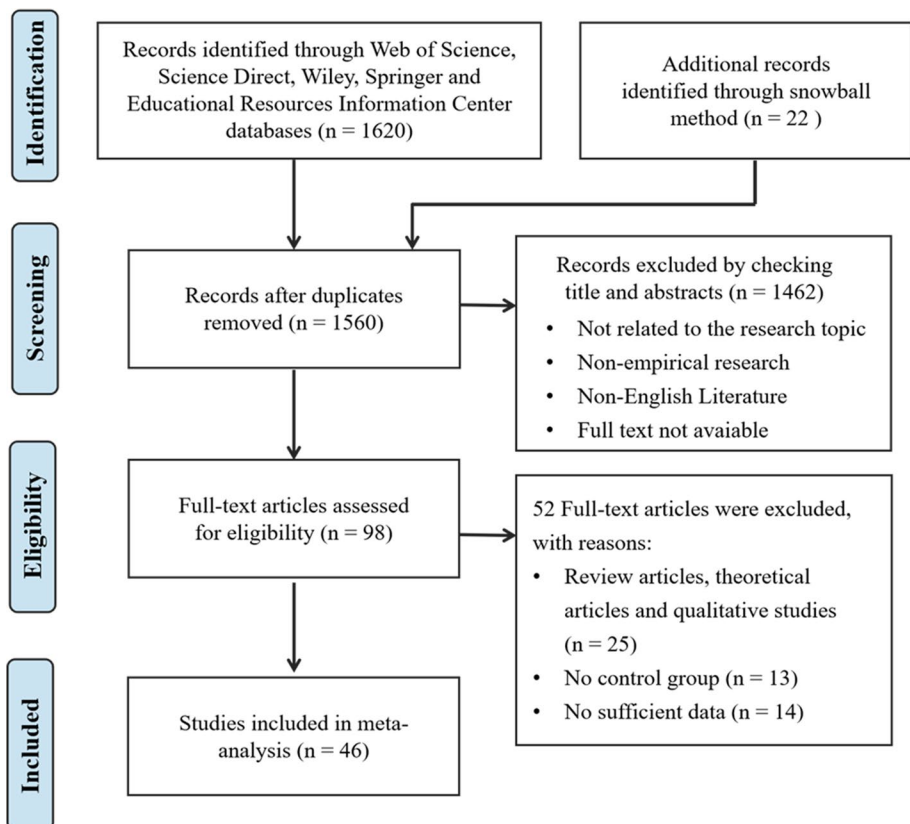 Identification
Records identified through Web of Science,
Science Direct, Wiley, Springer and
Educational Resources Information Center
databases (n = 1620)
Additional records
identified through snowball
method (n = 22 )
Screening
Records after duplicates
removed (n = 1560)
Records excluded by checking
title and abstracts (n = 1462)
• Not related to the research topic
• Non-empirical research
• Non-English Literature
• Full text not avaiable
Eligibility
Full-text articles assessed
for eligibility (n = 98)
52 Full-text articles were excluded,
with reasons:
• Review articles, theoretical
articles and qualitative studies
(n = 25)
• No control group (n = 13)
• No sufficient data (n = 14)
Included
Studies included in meta-
analysis (n = 46)